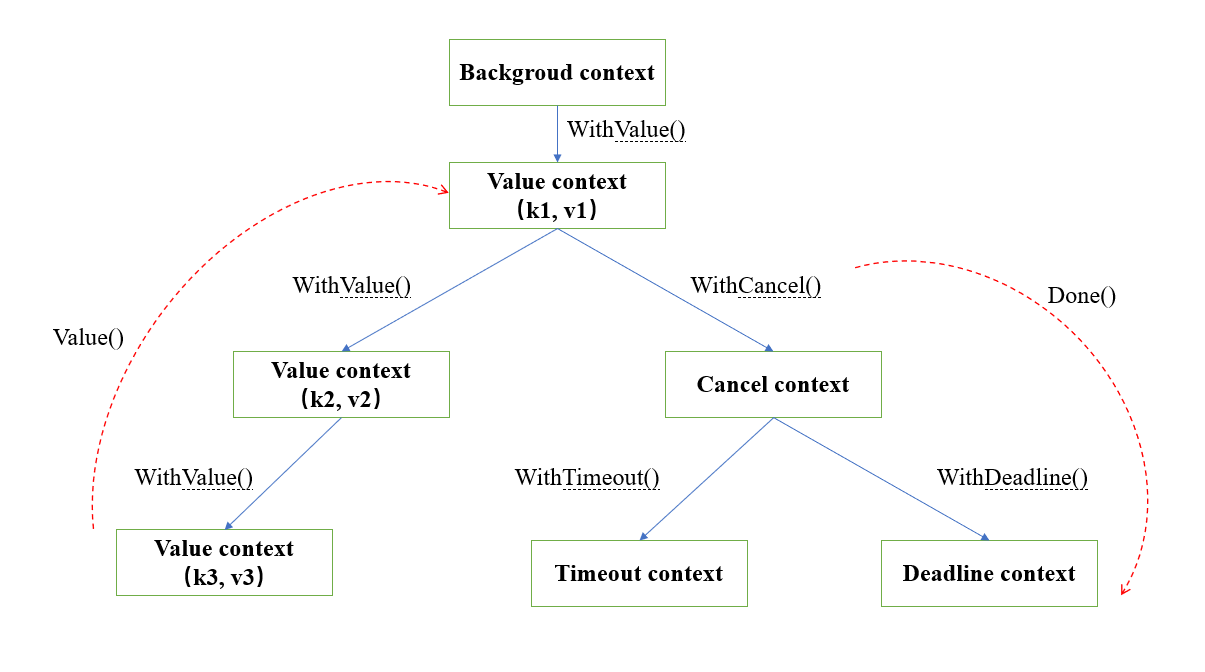 Backgroud context
WithValue()
Value context
（k1, v1）
WithValue()
WithCancel()
Done()
Value()
Value context
（k2, v2）
Cancel context
WithValue()
WithTimeout()
WithDeadline()
Value context
（k3, v3）
Timeout context
Deadline context